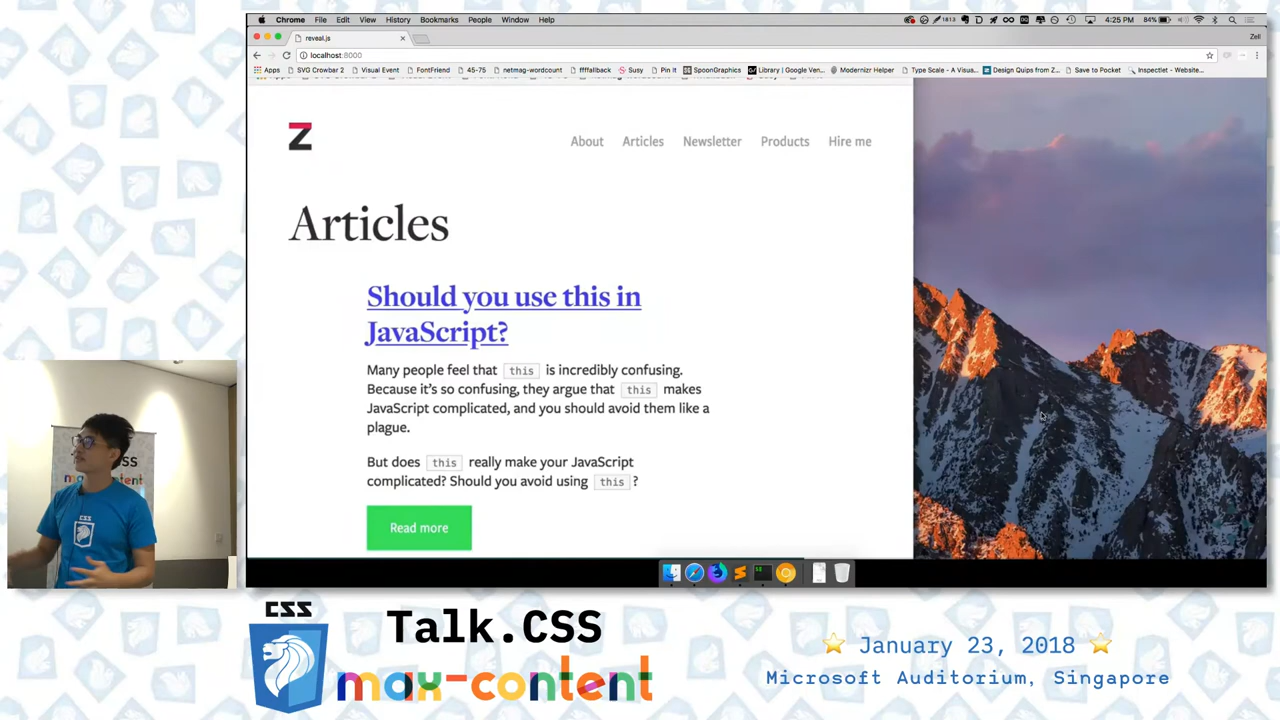 Chrome File Edit View History Bookmarks People Window Help
1813
4:25 PM 84%
reveal.js
Zell
localhost:8000
Apps SVG Crowbar 2 Visual Event FontFriend 45-75 netmag-wordcount ffffallback Susy Pin It SpoonGraphics Library | Google Ven... Modernizr Helper Type Scale - A Visua... Design Quips from Z... Save to Pocket Inspectlet - Website...
Z
About Articles Newsletter Products Hire me
Articles
Should you use this in
JavaScript?
Many people feel that this is incredibly confusing.
Because it's so confusing, they argue that this makes
JavaScript complicated, and you should avoid them like a
plague.
But does this really make your JavaScript
complicated? Should you avoid using this ?
Read more
CSS
CSS
Talk.CSS
max-content
January 23, 2018
Microsoft Auditorium, Singapore